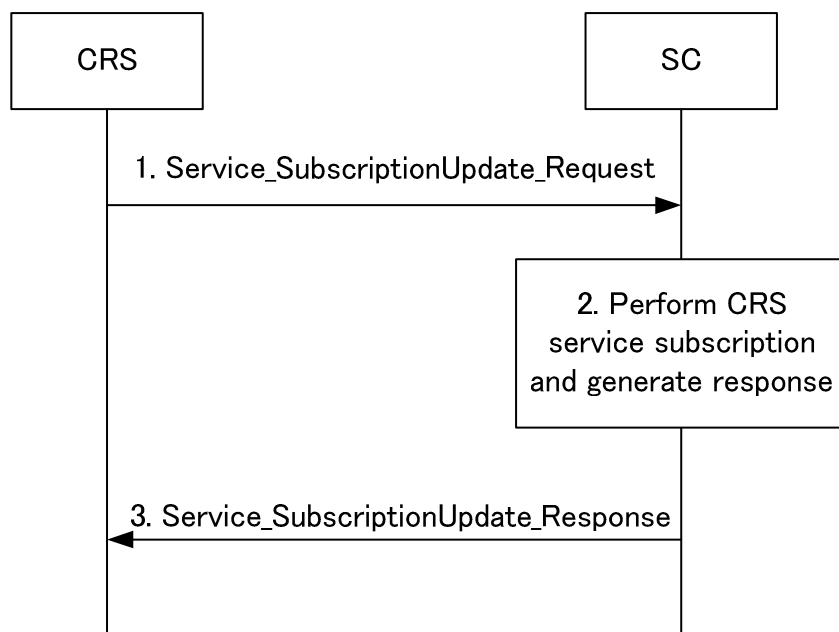 CRS
SC
1. Service_SubscriptionUpdate_Request
2. Perform CRS
service subscription
and generate response
3. Service_SubscriptionUpdate_Response